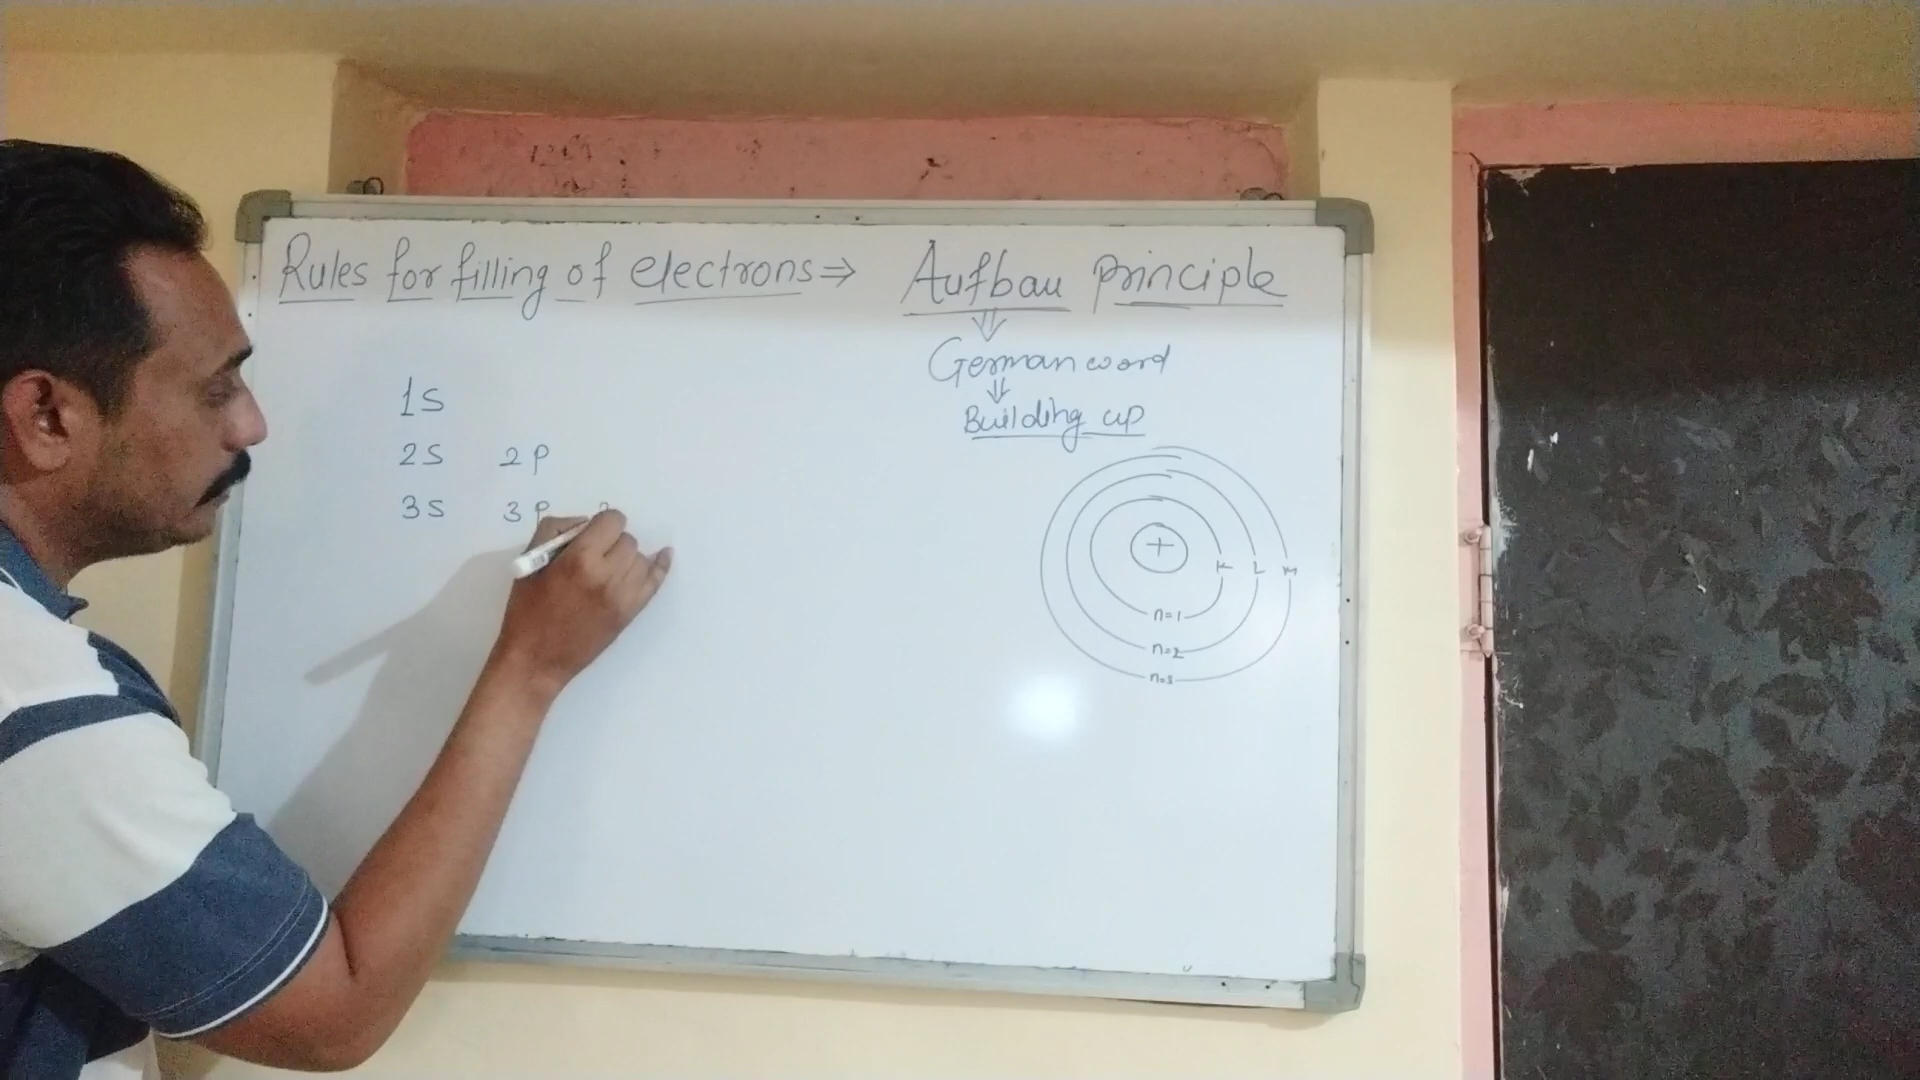 Rules for filling of electrons ⇒ Aufbau principle
⇓
German word
⇓
Building up
1S
2S 2P
3S 3P 3
+
K L M
n=1
n=2
n=3